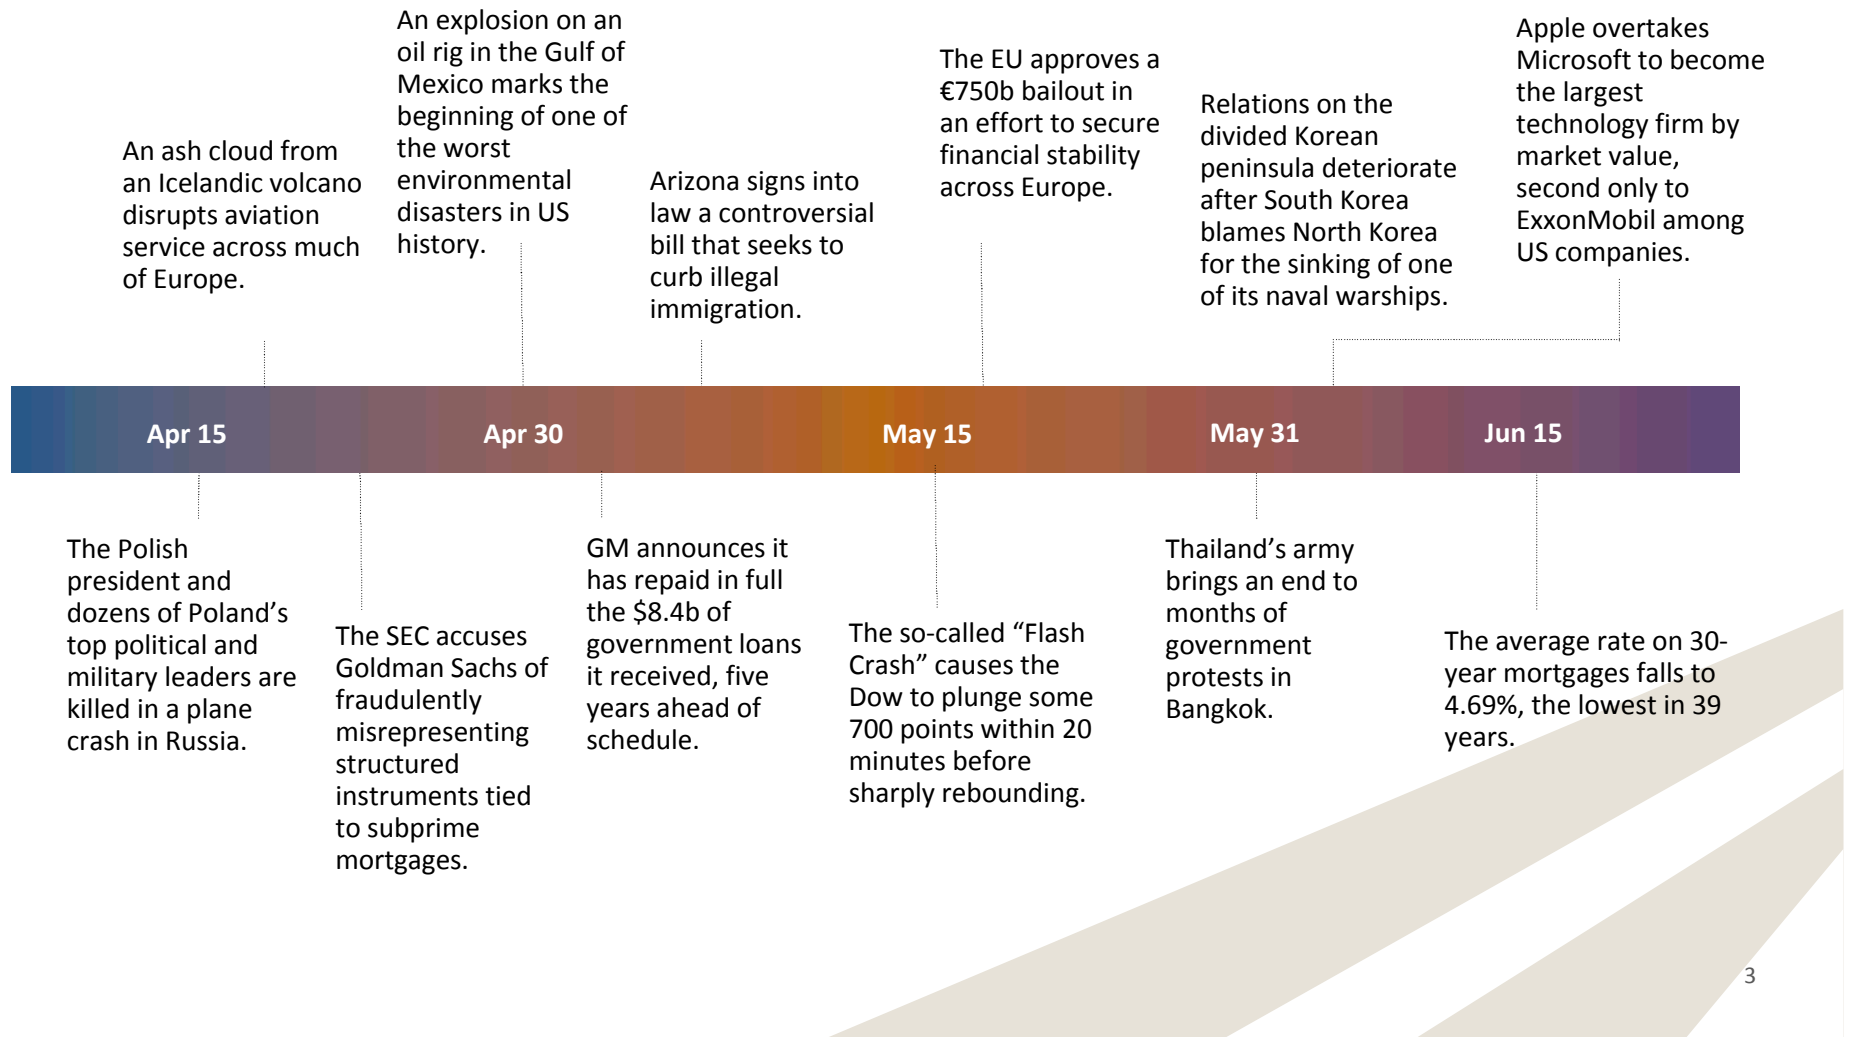 An ash cloud from
an Icelandic volcano
disrupts aviation
service across much
of Europe.
An explosion on an
oil rig in the Gulf of
Mexico marks the
beginning of one of
the worst
environmental
disasters in US
history.
Arizona signs into
law a controversial
bill that seeks to
curb illegal
immigration.
The EU approves a
€750b bailout in
an effort to secure
financial stability
across Europe.
Relations on the
divided Korean
peninsula deteriorate
after South Korea
blames North Korea
for the sinking of one
of its naval warships.
Apple overtakes
Microsoft to become
the largest
technology firm by
market value,
second only to
ExxonMobil among
US companies.
Apr 15
Apr 30
May 15
May 31
Jun 15
The Polish
president and
dozens of Poland’s
top political and
military leaders are
killed in a plane
crash in Russia.
The SEC accuses
Goldman Sachs of
fraudulently
misrepresenting
structured
instruments tied
to subprime
mortgages.
GM announces it
has repaid in full
the $8.4b of
government loans
it received, five
years ahead of
schedule.
The so-called “Flash
Crash” causes the
Dow to plunge some
700 points within 20
minutes before
sharply rebounding.
Thailand’s army
brings an end to
months of
government
protests in
Bangkok.
The average rate on 30-
year mortgages falls to
4.69%, the lowest in 39
years.
3